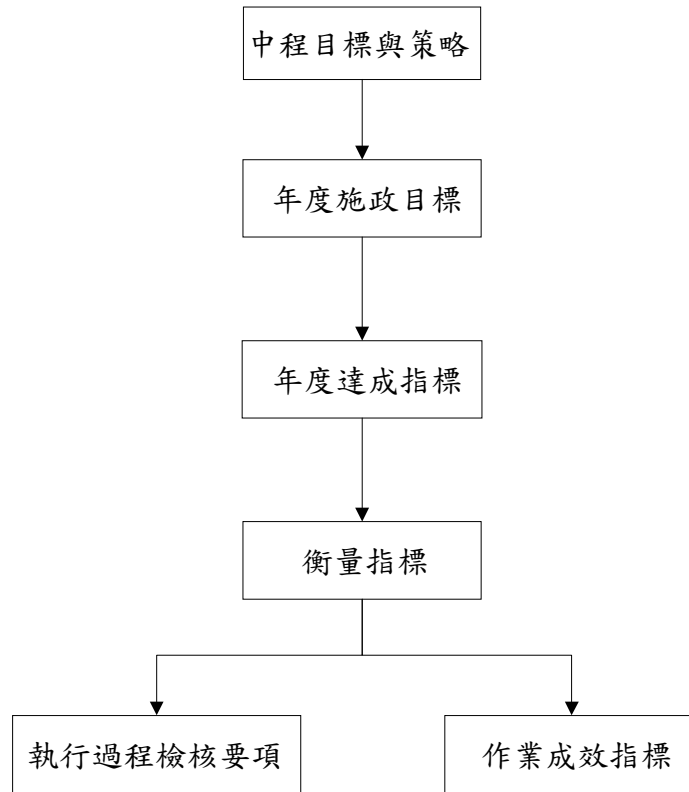 中程目標與策略
年度施政目標
年度達成指標
衡量指標
執行過程檢核要項
作業成效指標